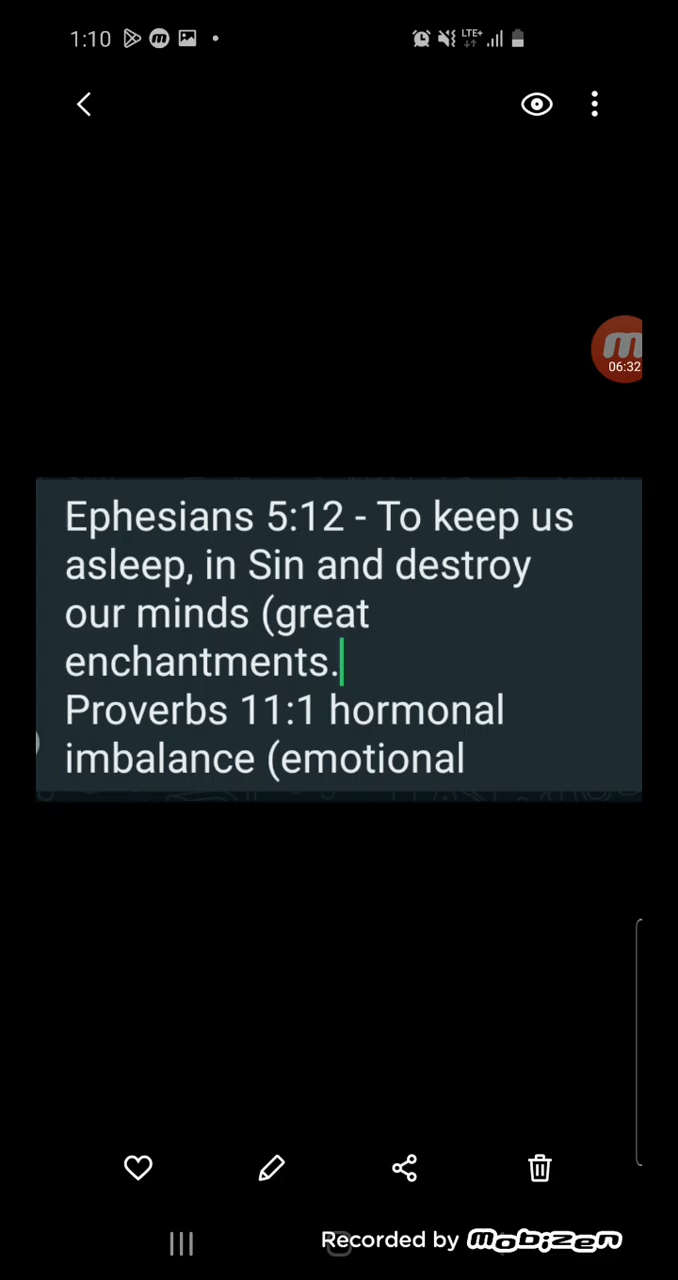 1:10
LTE+
06:32
Ephesians 5:12 - To keep us
asleep, in Sin and destroy
our minds (great
enchantments.
Proverbs 11:1 hormonal
imbalance (emotional
Recorded by mobizen